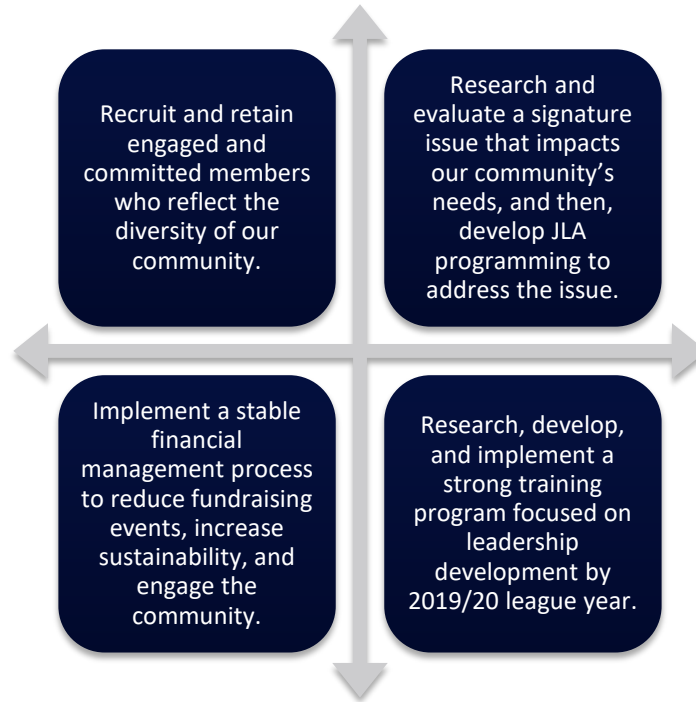 Recruit and retain
engaged and
committed members
who reflect the
diversity of our
community.
Research and
evaluate a signature
issue that impacts
our community’s
needs, and then,
develop JLA
programming to
address the issue.
Implement a stable
financial
management process
to reduce fundraising
events, increase
sustainability, and
engage the
community.
Research, develop,
and implement a
strong training
program focused on
leadership
development by
2019/20 league year.